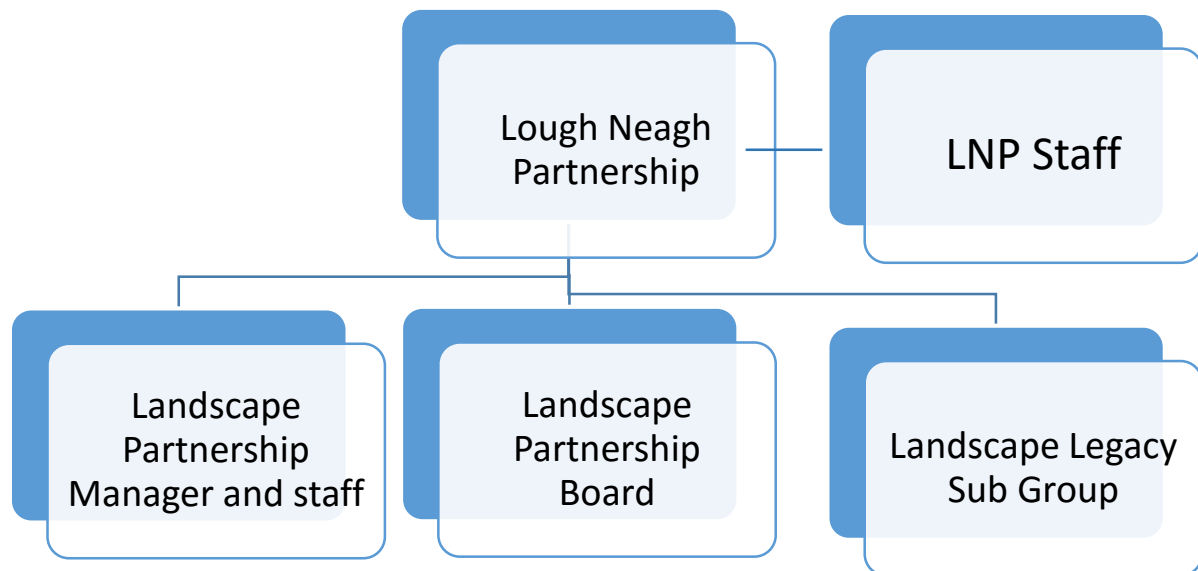 Lough Neagh
Partnership
LNP Staff
Landscape
Partnership
Manager and staff
Landscape
Partnership
Board
Landscape Legacy
Sub Group